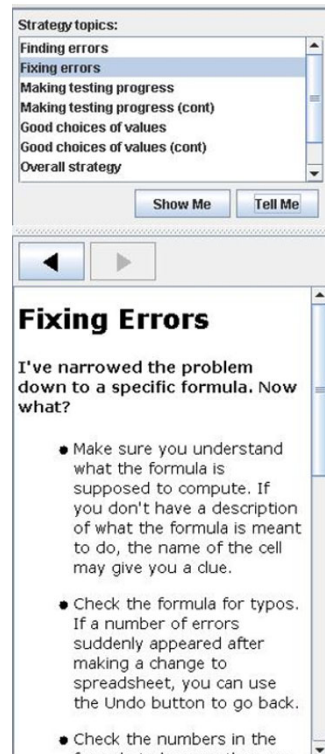 Strategy topics:
Finding errors
Fixing errors
Making testing progress
Making testing progress (cont)
Good choices of values
Good choices of values (cont)
Overall strategy
Show Me
Tell Me
Fixing Errors
I've narrowed the problem
down to a specific formula. Now
what?
• Make sure you understand
what the formula is
supposed to compute. If
you don't have a description
of what the formula is meant
to do, the name of the cell
may give you a clue.
• Check the formula for typos.
If a number of errors
suddenly appeared after
making a change to
spreadsheet, you can use
the Undo button to go back.
• Check the numbers in the